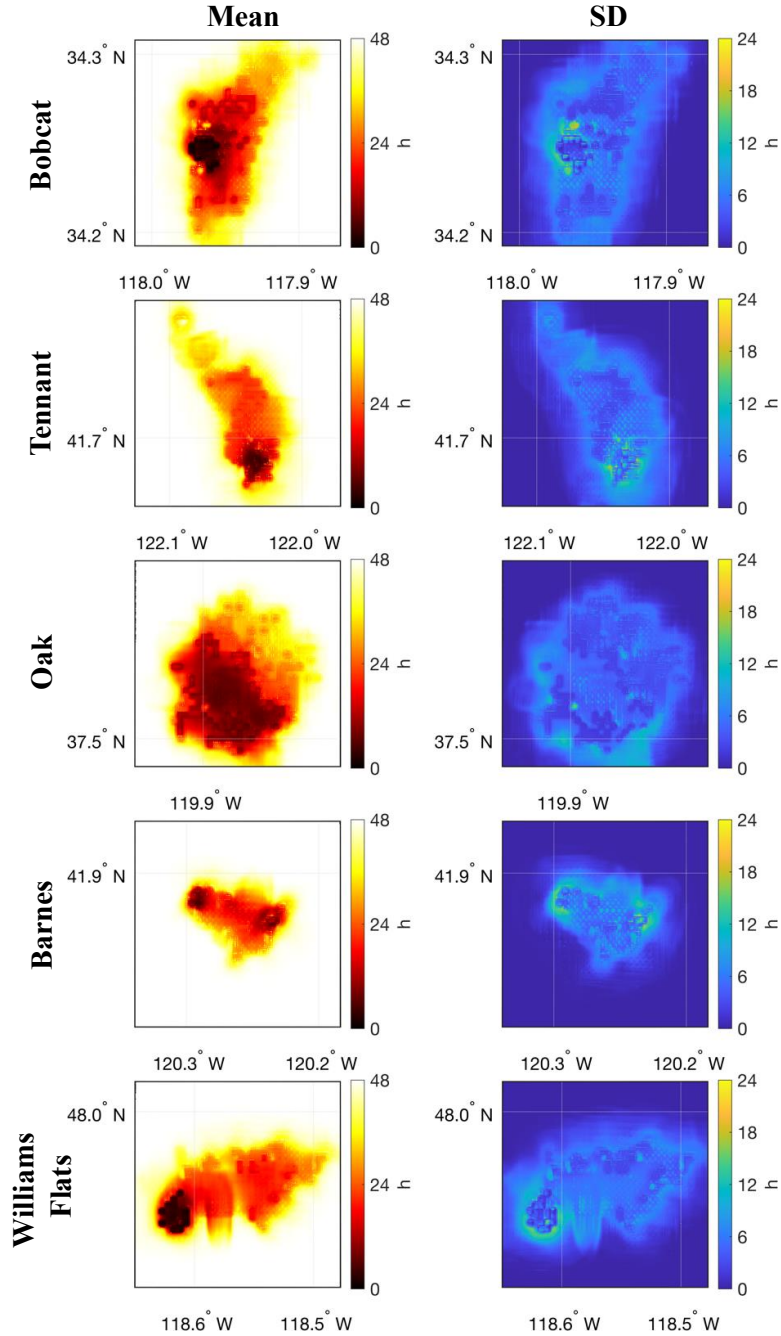 Mean SD
Bobcat
34.3° N
34.2° N
118.0° W 117.9° W
48
24
0
h
34.3° N
34.2° N
118.0° W 117.9° W
24
18
12
6
0
h
Tennant
41.7° N
122.1° W 122.0° W
48
24
0
h
41.7° N
122.1° W 122.0° W
24
18
12
6
0
h
Oak
37.5° N
119.9° W
48
24
0
h
37.5° N
119.9° W
24
18
12
6
0
h
Barnes
41.9° N
120.3° W 120.2° W
48
24
0
h
41.9° N
120.3° W 120.2° W
24
18
12
6
0
h
Williams
Flats
48.0° N
118.6° W 118.5° W
48
24
0
h
48.0° N
118.6° W 118.5° W
24
18
12
6
0
h